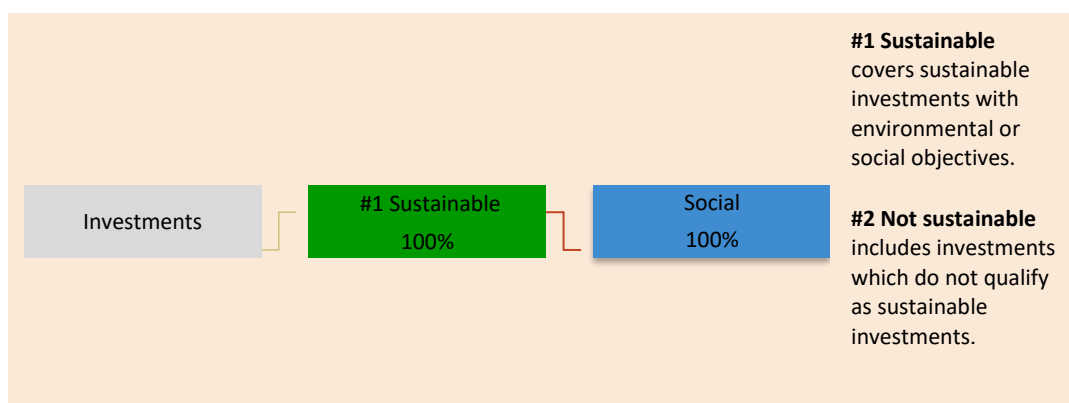 Investments
#1 Sustainable
100%
Social
100%
#1 Sustainable
covers sustainable
investments with
environmental or
social objectives.
#2 Not sustainable
includes investments
which do not qualify
as sustainable
investments.